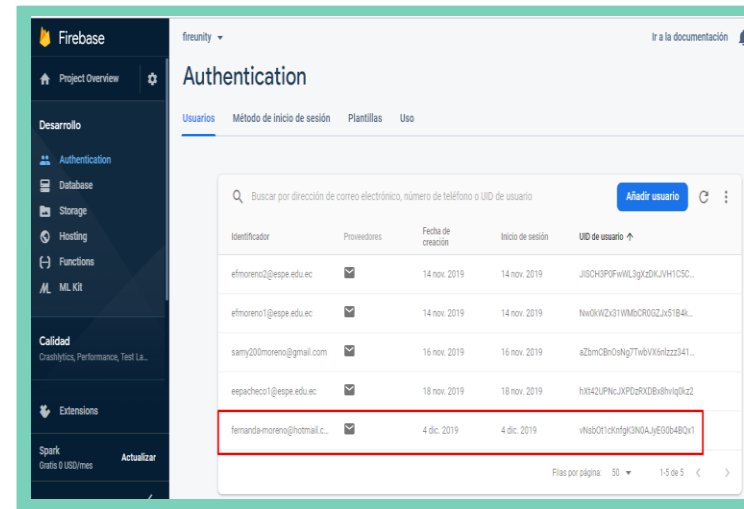 Firebase
Project Overview
Desarrollo
Authentication
Database
Storage
Hosting
Functions
ML Kit
Calidad
Crashlytics, Performance, Test La...
Extensions
Spark
Gratis 0 USD/mes
Actualizar
fireunity
Ir a la documentación
Authentication
Usuarios Método de inicio de sesión Plantillas Uso
Buscar por dirección de correo electrónico, número de teléfono o UID de usuario Añadir usuario
Identificador Proveedores Fecha de creación Inicio de sesión UID de usuario
efmoreno2@espe.edu.ec 14 nov. 2019 14 nov. 2019
efmoreno1@espe.edu.ec 14 nov. 2019 14 nov. 2019
samy200moreno@gmail.com 16 nov. 2019 16 nov. 2019
eepacheco1@espe.edu.ec 18 nov. 2019 18 nov. 2019
fernanda-moreno@hotmail.c... 4 dic. 2019 4 dic. 2019
Filas por página: 50 1-5 de 5